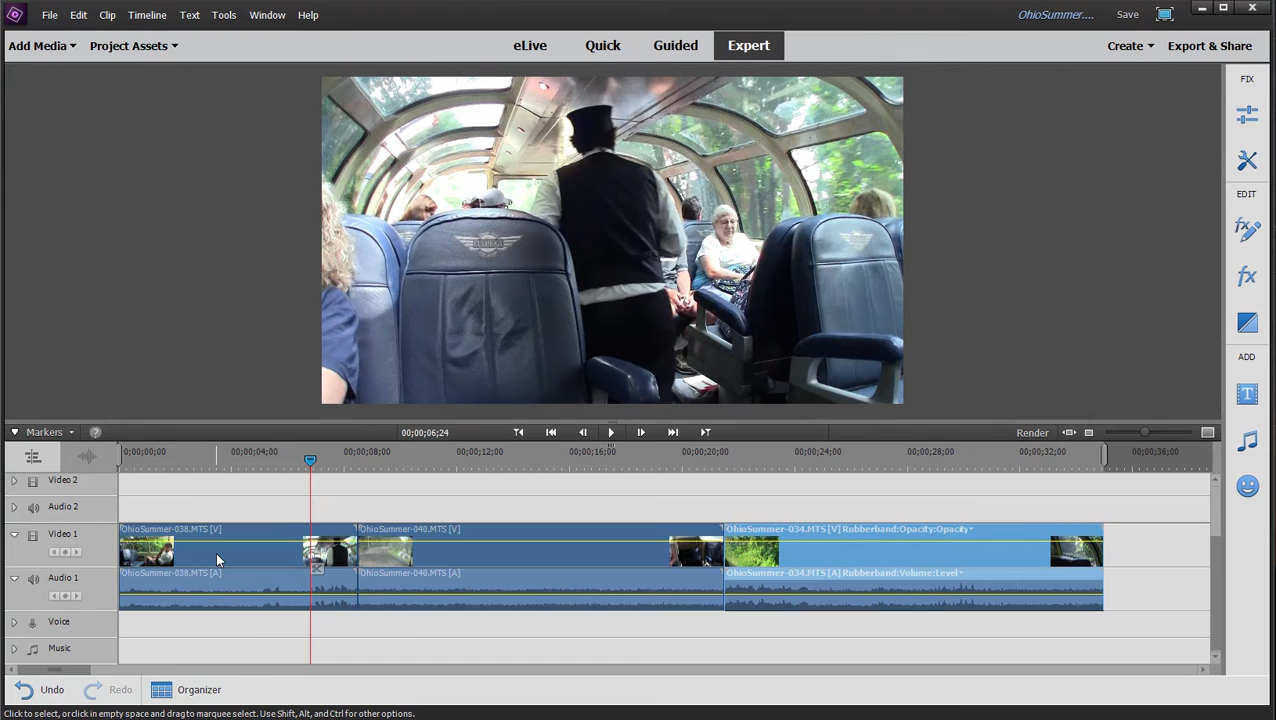 File Edit Clip Timeline Text Tools Window Help OhioSummer.... Save
Add Media Project Assets eLive Quick Guided Expert Create Export & Share
FIX
EDIT
ADD
CUYAHOGA
Markers ? 00;00;06;24 Render
00;00;00;00 00;00;04;00 00;00;08;00 00;00;12;00 00;00;16;00 00;00;20;00 00;00;24;00 00;00;28;00 00;00;32;00 00;00;36;00
Video 2
Audio 2
Video 1 OhioSummer-038.MTS [V] OhioSummer-040.MTS [V] OhioSummer-034.MTS [V] Rubberband:Opacity:Opacity
Audio 1 OhioSummer-038.MTS [A] OhioSummer-040.MTS [A] OhioSummer-034.MTS [A] Rubberband:Volume:Level
Voice
Music
Undo Redo Organizer
Click to select, or click in empty space and drag to marquee select. Use Shift, Alt, and Ctrl for other options.